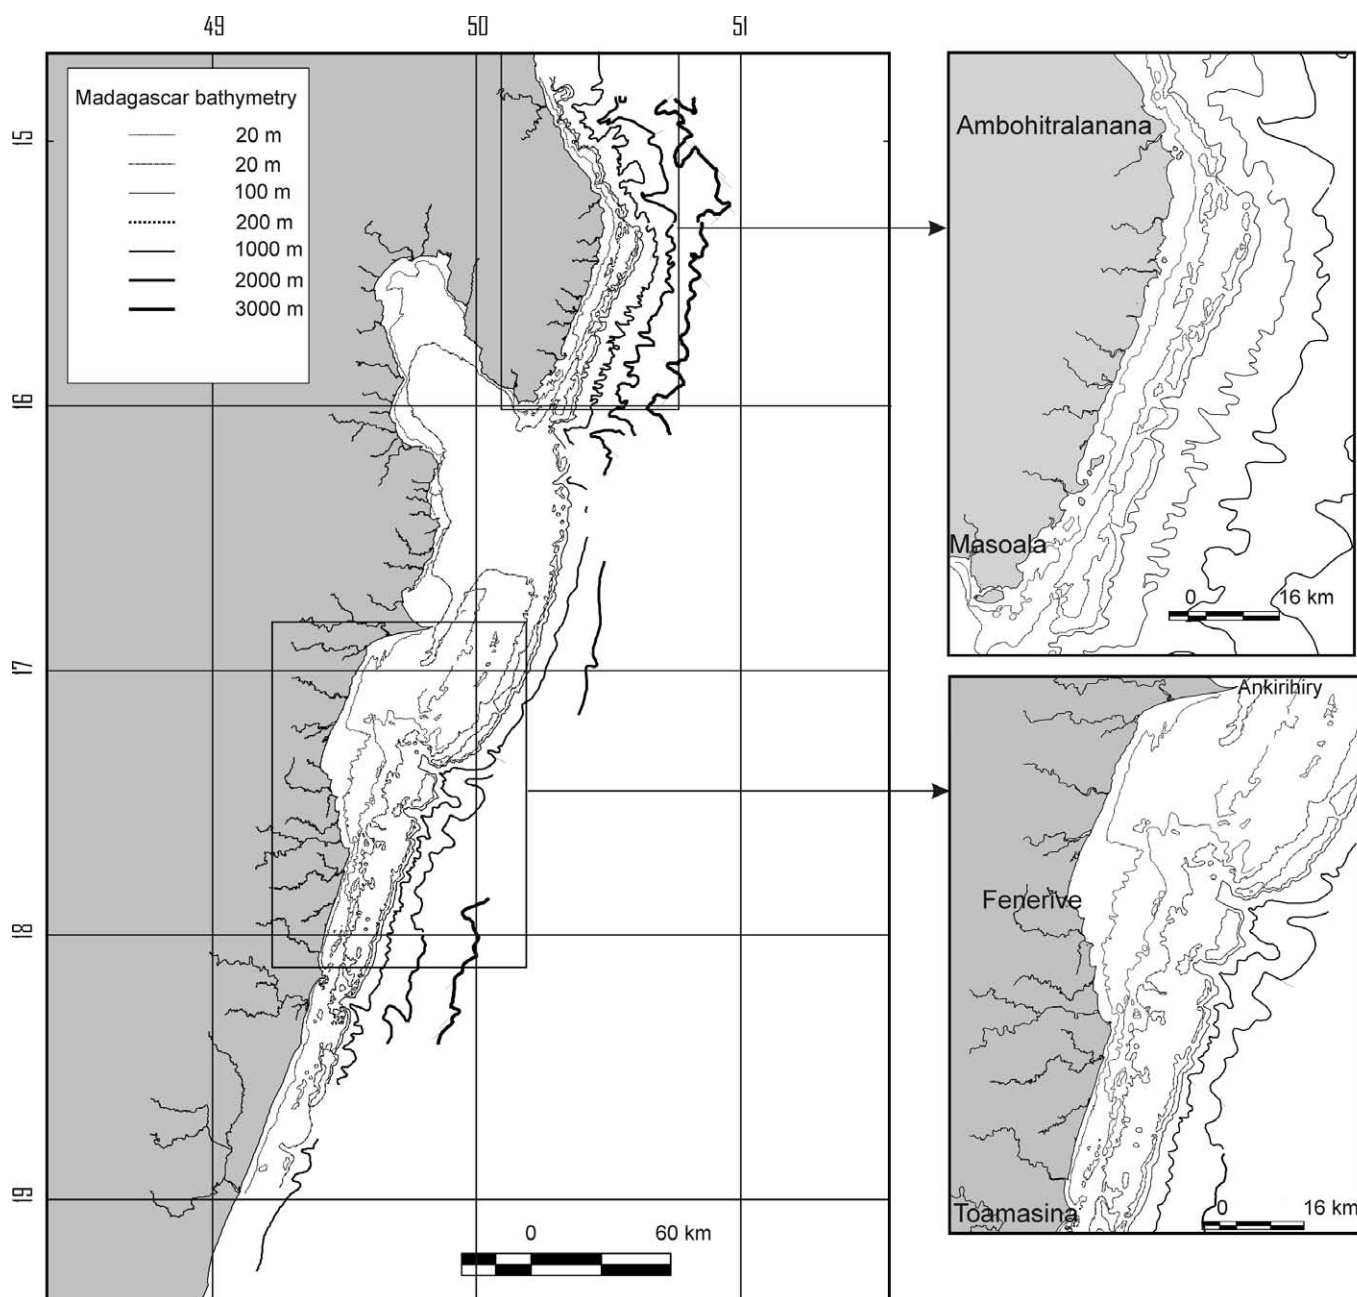 49 50 51
15
16
17
18
19
Madagascar bathymetry
20 m
20 m
100 m
200 m
1000 m
2000 m
3000 m
0 60 km
Ambohitralanana
Masoala
0 16 km
Ankirihiry
Fenerive
Toamasina
0 16 km